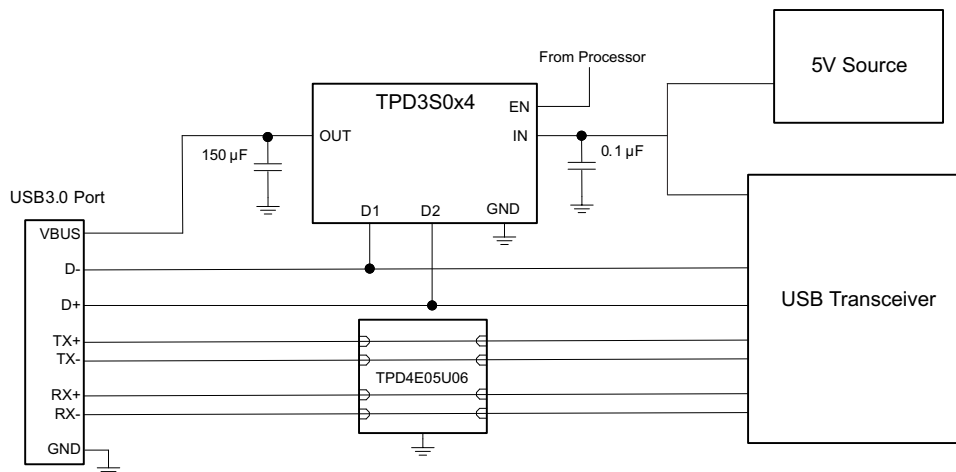 5V Source
From Processor
TPD3S0x4
EN
OUT
IN
150 µF
0.1 µF
USB3.0 Port
D1
D2
GND
VBUS
D-
D+
USB Transceiver
TX+
TX-
TPD4E05U06
RX+
RX-
GND